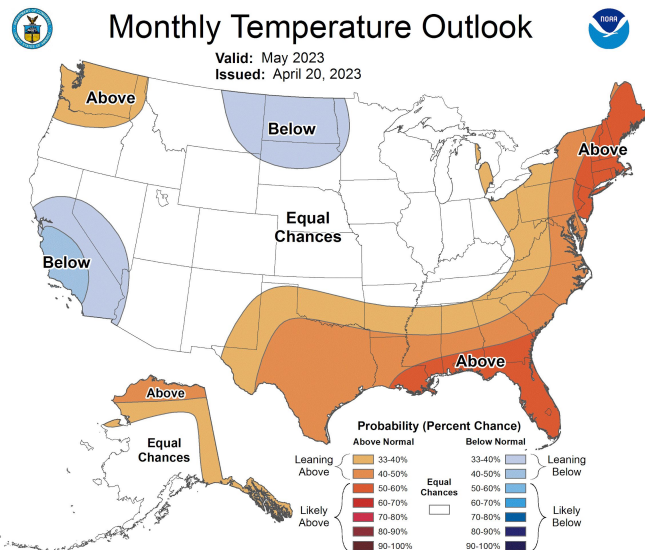 Monthly Temperature Outlook
NOAA
Valid: May 2023
Issued: April 20, 2023
Above
Below
Above
Equal
Chances
Below
Above
Above
Equal
Chances
Probability (Percent Chance)
Above Normal
Below Normal
Leaning
Above
33-40%
40-50%
50-60%
60-70%
70-80%
80-90%
90-100%
Likely
Above
Equal
Chances
33-40%
40-50%
50-60%
60-70%
70-80%
80-90%
90-100%
Leaning
Below
Likely
Below